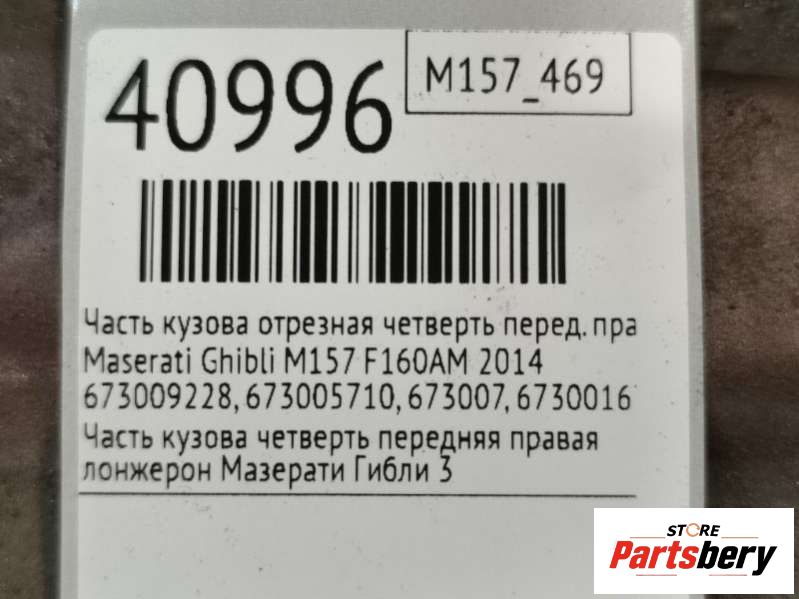 40996
M157_469
Часть кузова отрезная четверть перед. пра
Maserati Ghibli M157 F160AM 2014
673009228, 673005710, 673007, 6730016
Часть кузова четверть передняя правая
лонжерон Мазерати Гибли 3
STORE
Partsbery